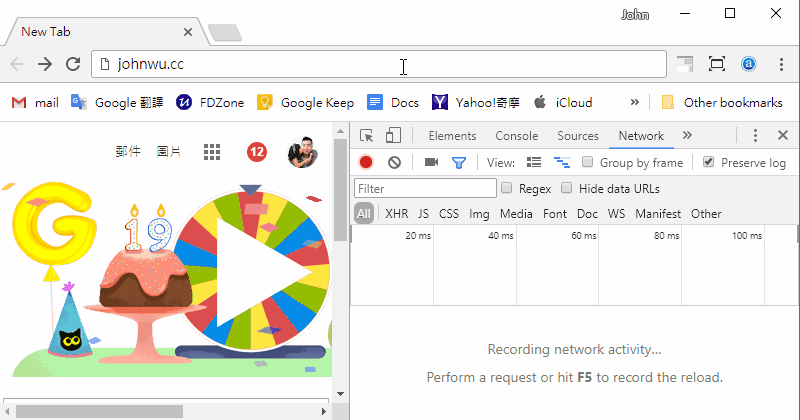 John
New Tab
johnwu.cc
mail Google 翻譯 FDZone Google Keep Docs Yahoo!奇摩 iCloud » Other bookmarks
郵件 圖片 12
19
Elements Console Sources Network »
View: Group by frame Preserve log
Filter Regex Hide data URLs
All XHR JS CSS Img Media Font Doc WS Manifest Other
20 ms 40 ms 60 ms 80 ms 100 ms
Recording network activity...
Perform a request or hit F5 to record the reload.